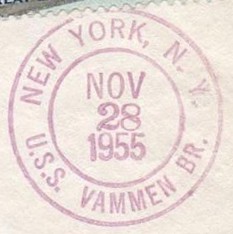 NEW YORK, N. Y.
NOV
28
1955
U.S.S. VAMMEN BR.